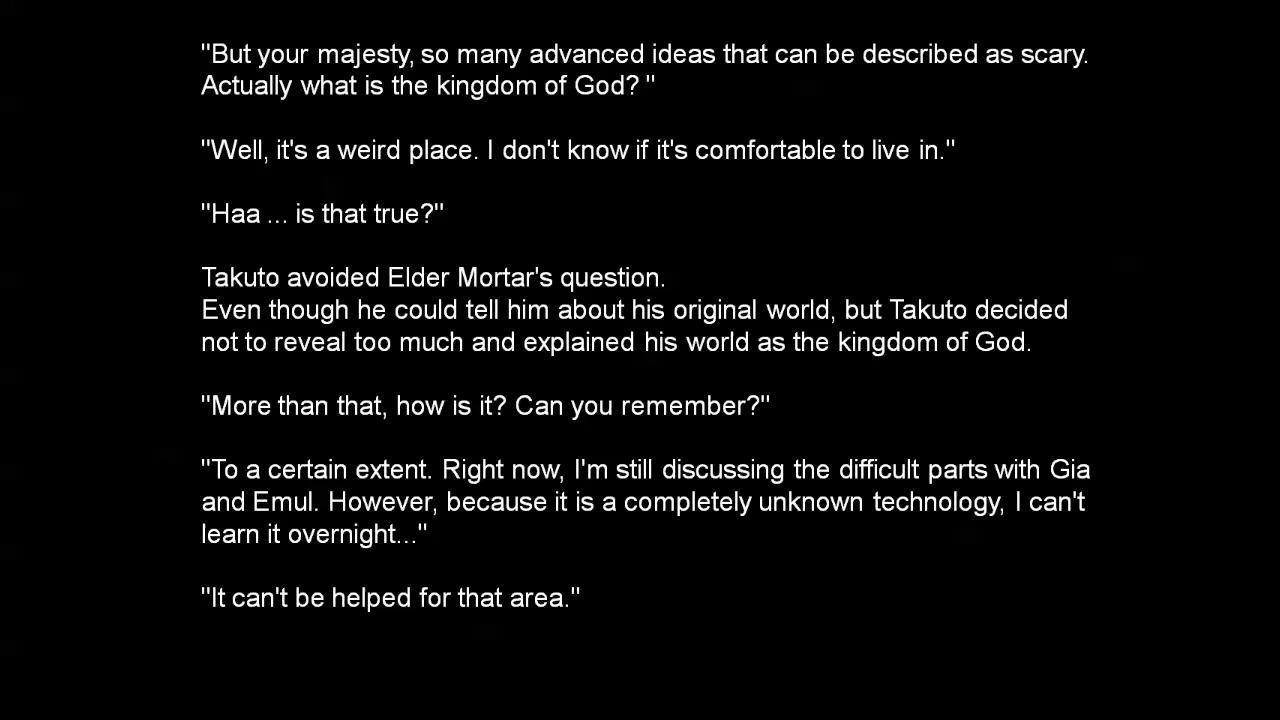 "But your majesty, so many advanced ideas that can be described as scary.
Actually what is the kingdom of God? "
"Well, it's a weird place. I don't know if it's comfortable to live in."
"Haa ... is that true?"
Takuto avoided Elder Mortar's question.
Even though he could tell him about his original world, but Takuto decided
not to reveal too much and explained his world as the kingdom of God.
"More than that, how is it? Can you remember?"
"To a certain extent. Right now, I'm still discussing the difficult parts with Gia
and Emul. However, because it is a completely unknown technology, I can't
learn it overnight..."
"It can't be helped for that area."